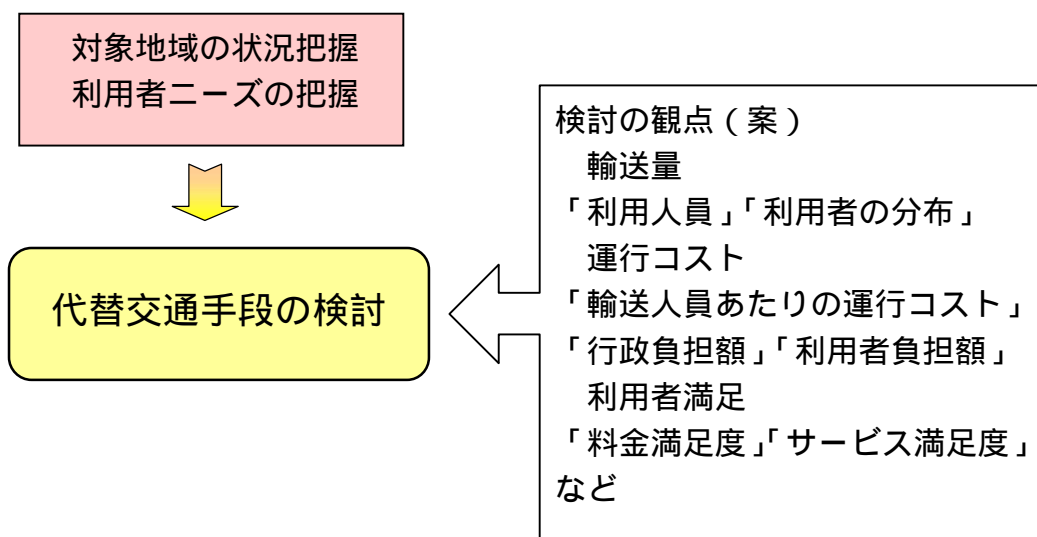 対象地域の状況把握
利用者ニーズの把握
代替交通手段の検討
検討の観点(案)
輸送量
「利用人員」「利用者の分布」
運行コスト
「輸送人員あたりの運行コスト」
「行政負担額」「利用者負担額」
利用者満足
「料金満足度」「サービス満足度」
など